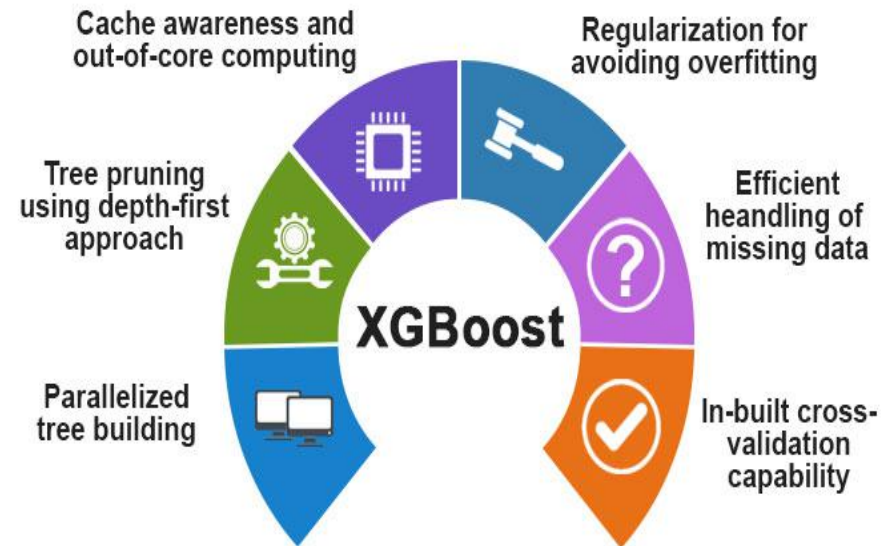 Cache awareness and
out-of-core computing
Regularization for
avoiding overfitting
Tree pruning
using depth-first
approach
Efficient
heandling of
missing data
XGBoost
Parallelized
tree building
In-built cross-
validation
capability